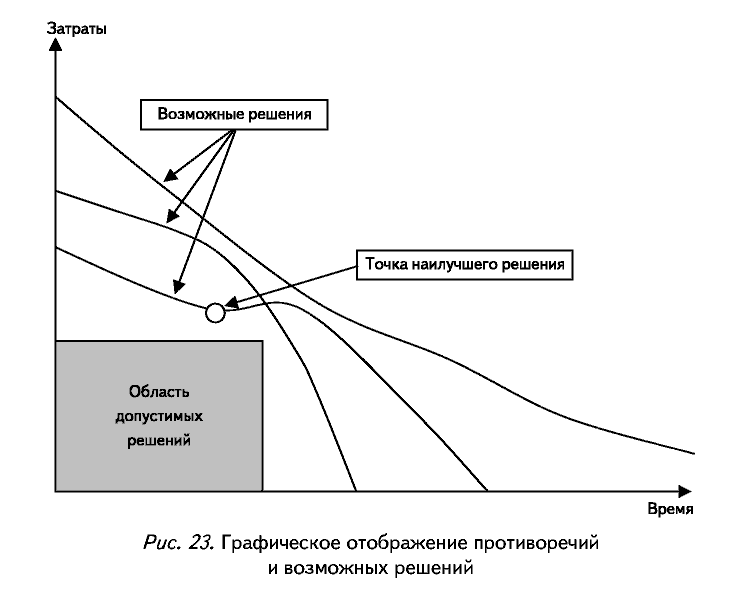 Затраты
Возможные решения
Точка наилучшего решения
Область
допустимых
решений
Время
Рис. 23. Графическое отображение противоречий
и возможных решений